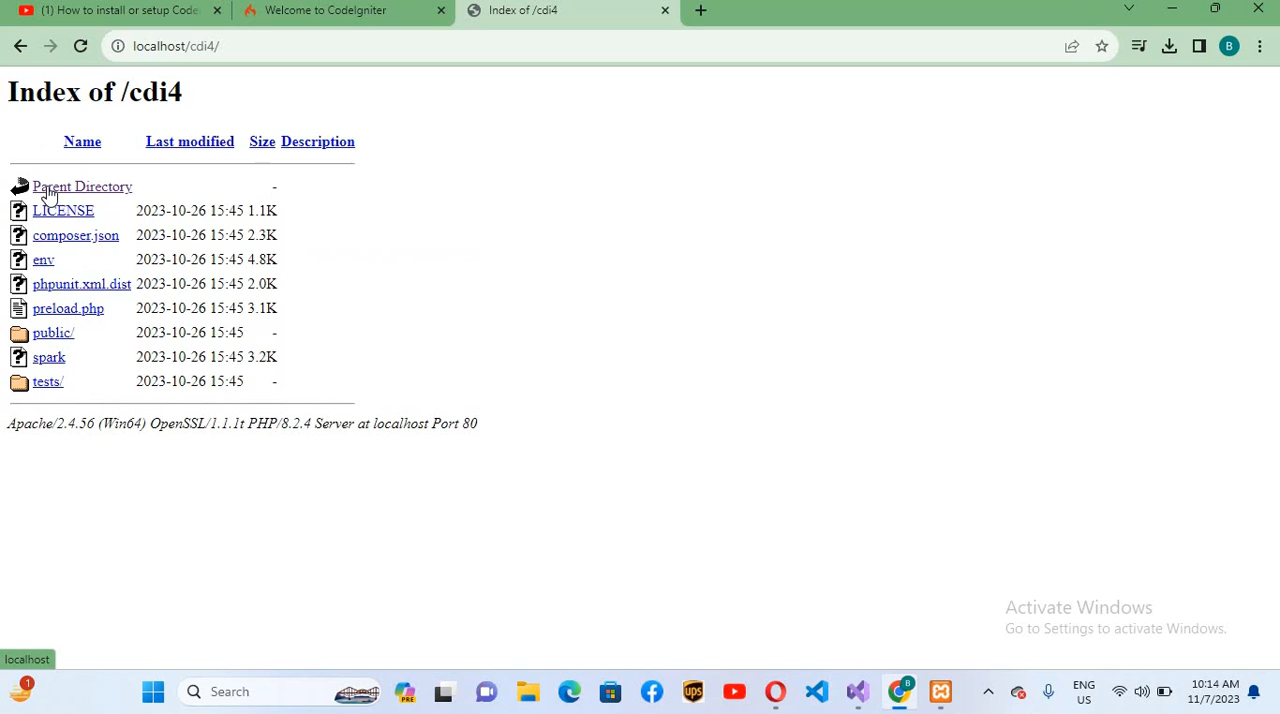 (1) How to install or setup Code
Welcome to CodeIgniter
Index of /cdi4
localhost/cdi4/
B
Index of /cdi4
Name Last modified Size Description
Parent Directory -
LICENSE 2023-10-26 15:45 1.1K
composer.json 2023-10-26 15:45 2.3K
env 2023-10-26 15:45 4.8K
phpunit.xml.dist 2023-10-26 15:45 2.0K
preload.php 2023-10-26 15:45 3.1K
public/ 2023-10-26 15:45 -
spark 2023-10-26 15:45 3.2K
tests/ 2023-10-26 15:45 -
Apache/2.4.56 (Win64) OpenSSL/1.1.1t PHP/8.2.4 Server at localhost Port 80
Activate Windows
Go to Settings to activate Windows.
localhost
1
Search
PRE
ups
B
ENG
US
10:14 AM
11/7/2023